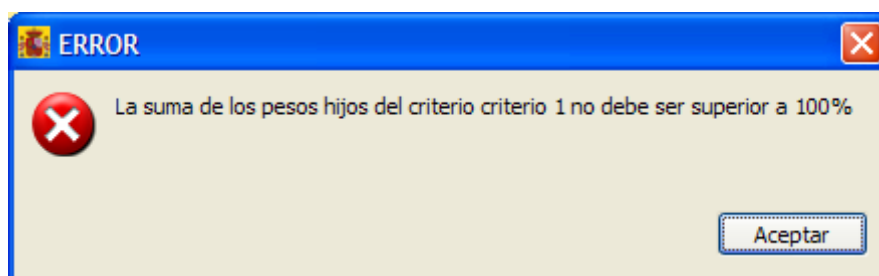 ERROR
La suma de los pesos hijos del criterio criterio 1 no debe ser superior a 100%
Aceptar